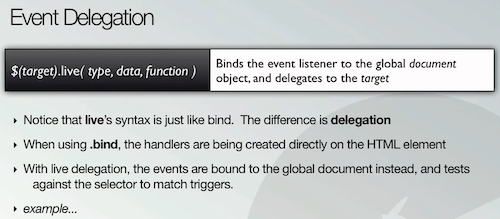 Event Delegation
$(target).live( type, data, function )
Binds the event listener to the global document
object, and delegates to the target
‣ Notice that live's syntax is just like bind. The difference is delegation
‣ When using .bind, the handlers are being created directly on the HTML element
‣ With live delegation, the events are bound to the global document instead, and tests
against the selector to match triggers.
‣ example...